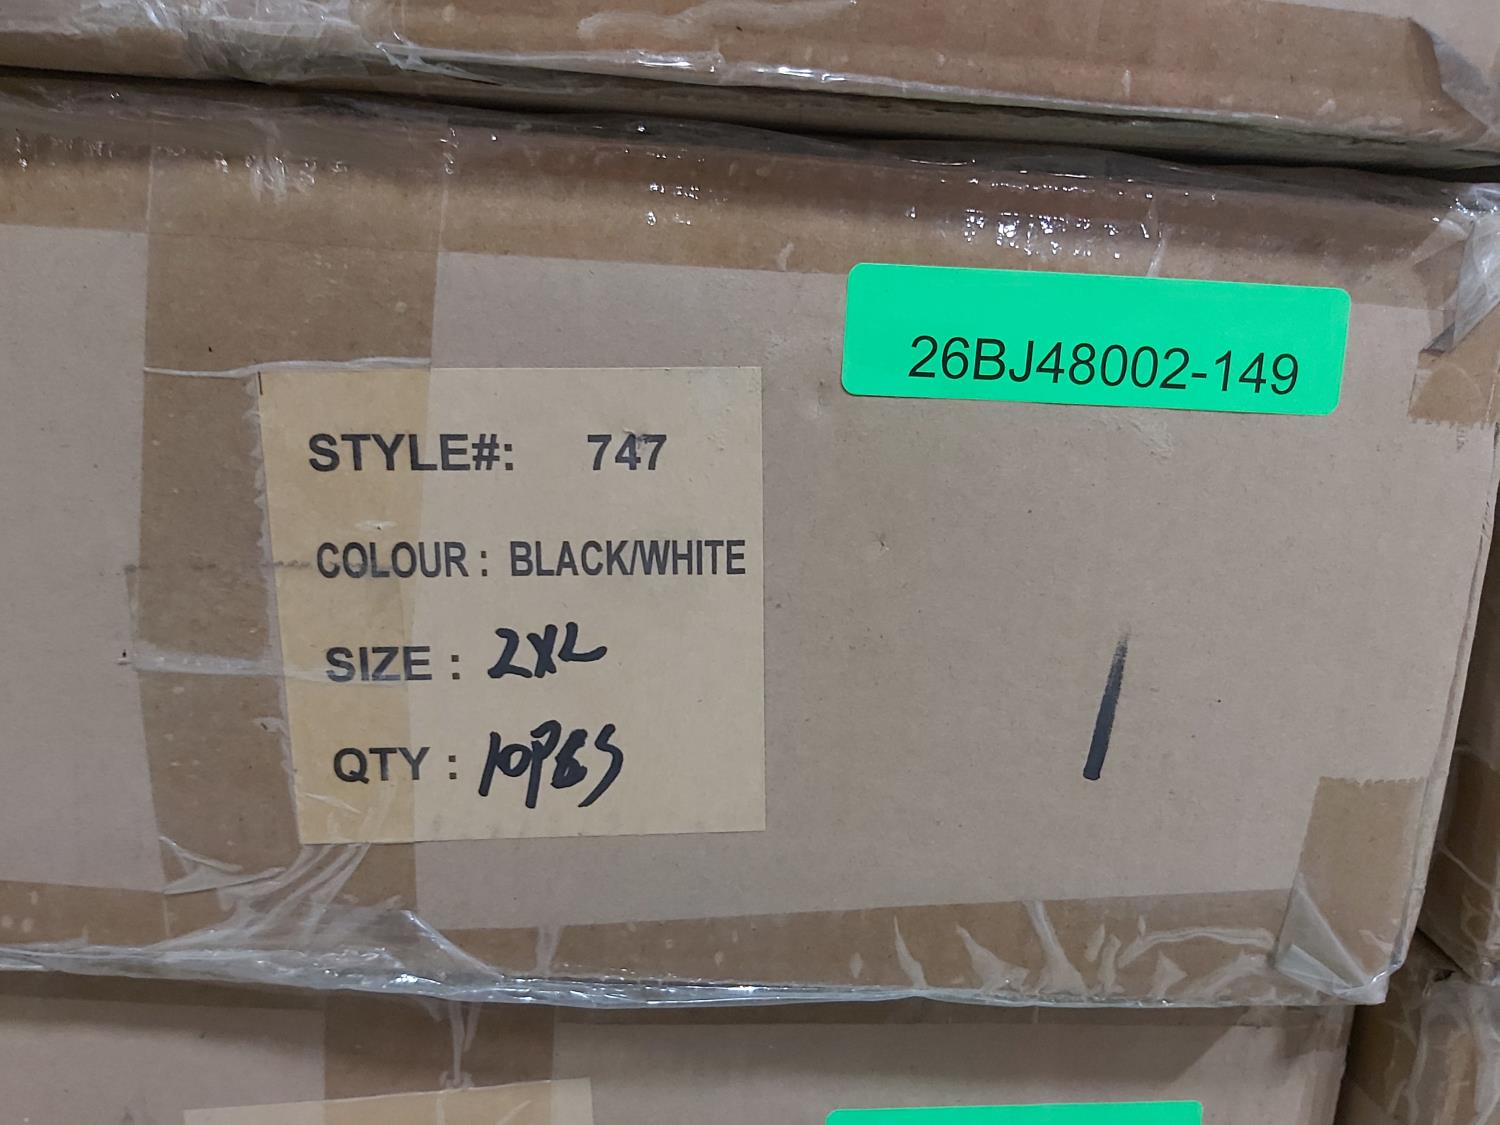 26BJ48002-149
STYLE#: 747
COLOUR : BLACK/WHITE
SIZE : 2XL
QTY : 10PCS
1